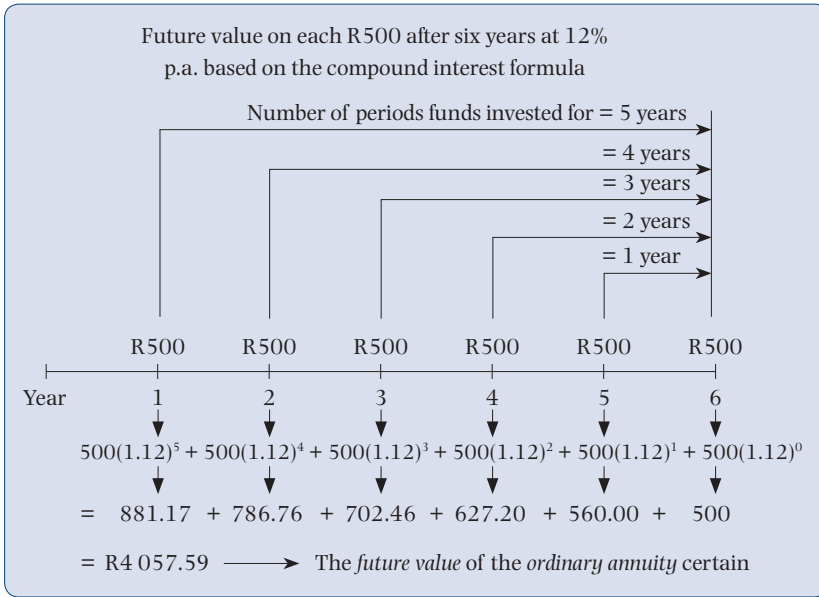 Future value on each R500 after six years at 12%
p.a. based on the compound interest formula
Number of periods funds invested for = 5 years
= 4 years
= 3 years
= 2 years
= 1 year
R500 R500 R500 R500 R500 R500
Year 1 2 3 4 5 6
500(1.12)⁵ + 500(1.12)⁴ + 500(1.12)³ + 500(1.12)² + 500(1.12)¹ + 500(1.12)⁰
= 881.17 + 786.76 + 702.46 + 627.20 + 560.00 + 500
= R4 057.59 → The future value of the ordinary annuity certain